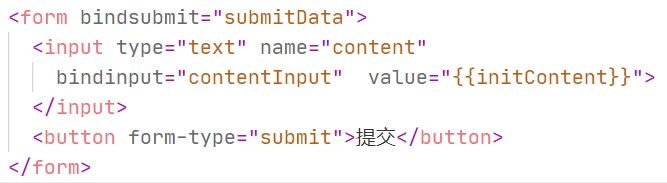 <form bindsubmit="submitData">
  <input type="text" name="content"
    bindinput="contentInput"  value="{{initContent}}">
  </input>
  <button form-type="submit">提交</button>
</form>